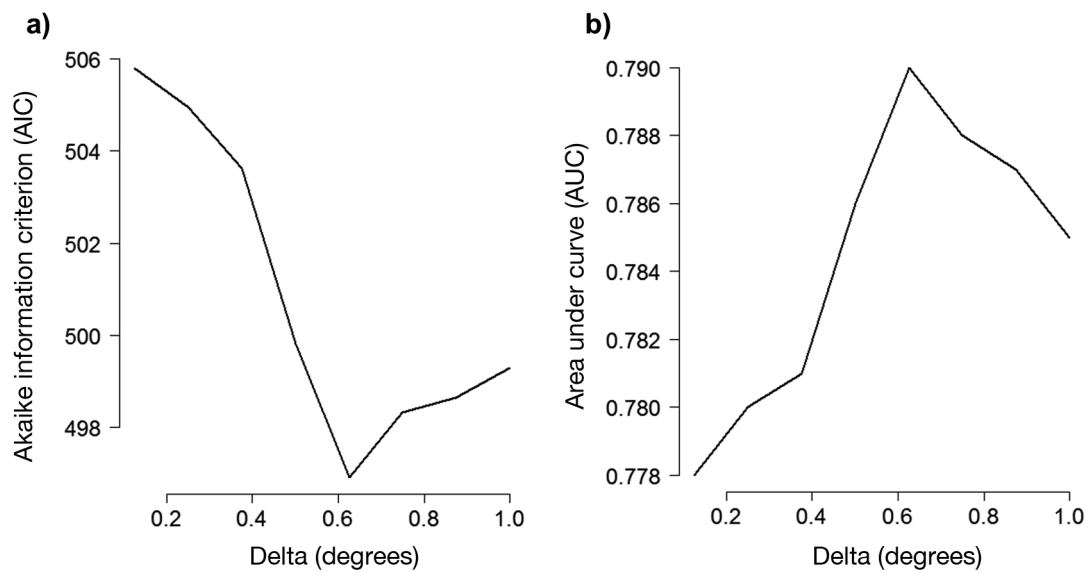 a)
Akaike information criterion (AIC)
506
504
502
500
498
0.2 0.4 0.6 0.8 1.0
Delta (degrees)
b)
Area under curve (AUC)
0.790
0.788
0.786
0.784
0.782
0.780
0.778
0.2 0.4 0.6 0.8 1.0
Delta (degrees)